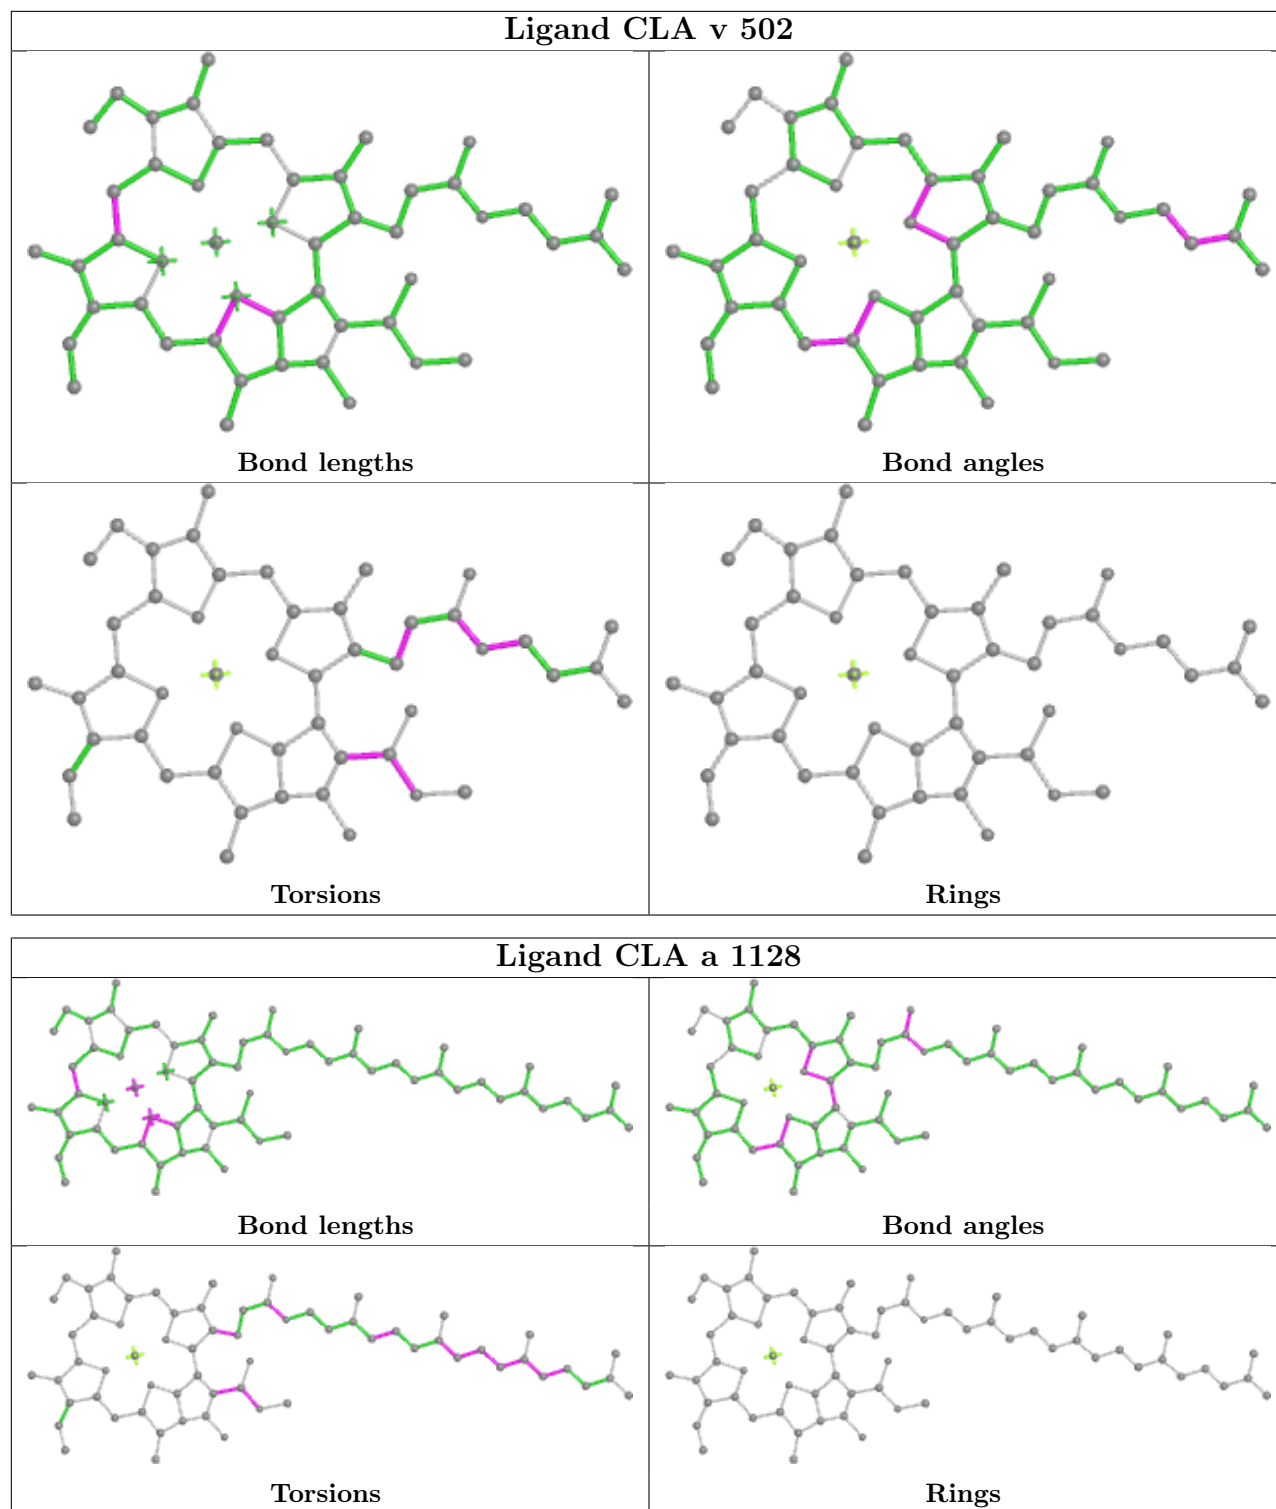 Ligand CLA v 502
Bond lengths
Bond angles
Torsions
Rings
Ligand CLA a 1128
Bond lengths
Bond angles
Torsions
Rings